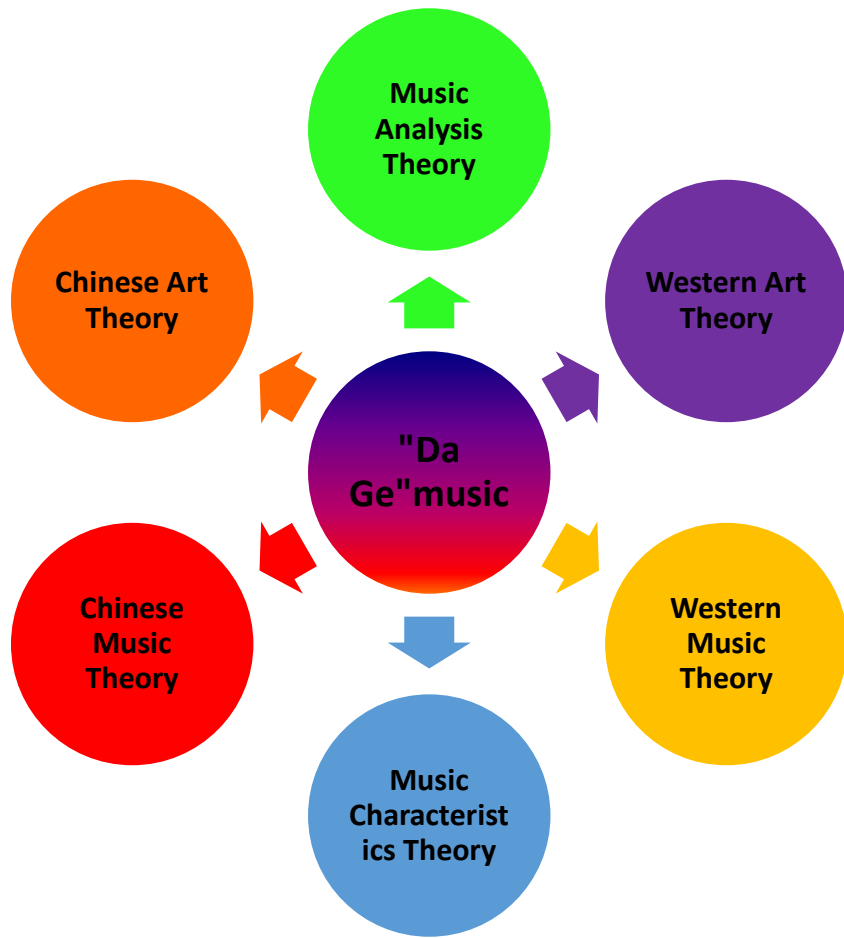 Music
Analysis
Theory
Chinese Art
Theory
Western Art
Theory
"Da
Ge"music
Chinese
Music
Theory
Western
Music
Theory
Music
Characterist
ics Theory